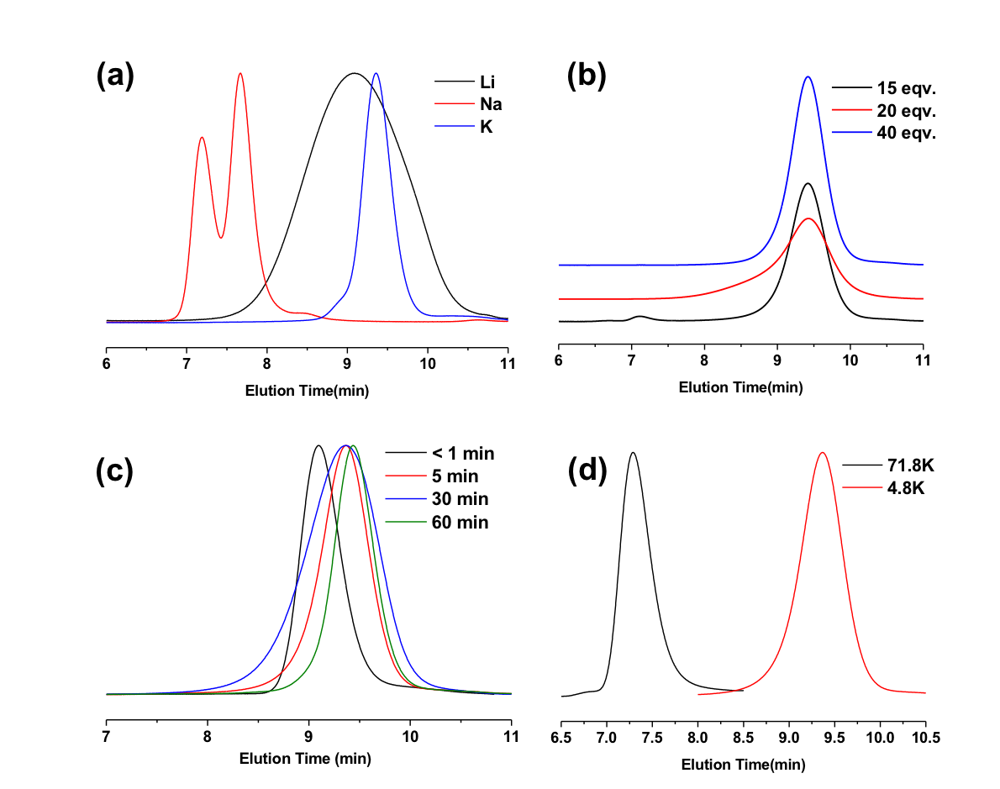 (a)
Li
Na
K
6 7 8 9 10 11
Elution Time(min)
(b)
15 eqv.
20 eqv.
40 eqv.
6 7 8 9 10 11
Elution Time(min)
(c)
< 1 min
5 min
30 min
60 min
7 8 9 10 11
Elution Time (min)
(d)
71.8K
4.8K
6.5 7.0 7.5 8.0 8.5 9.0 9.5 10.0 10.5
Elution Time(min)